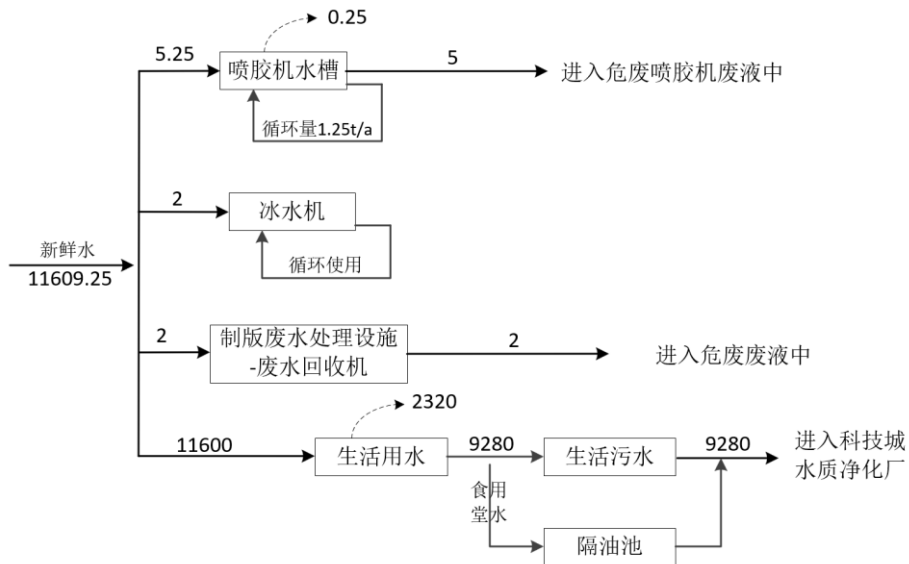 0.25
5.25
喷胶机水槽
5
进入危废喷胶机废液中
循环量1.25t/a
2
冰水机
循环使用
新鲜水
11609.25
2
制版废水处理设施
-废水回收机
2
进入危废废液中
2320
11600
生活用水
9280
生活污水
9280
进入科技城
水质净化厂
食用
堂水
隔油池